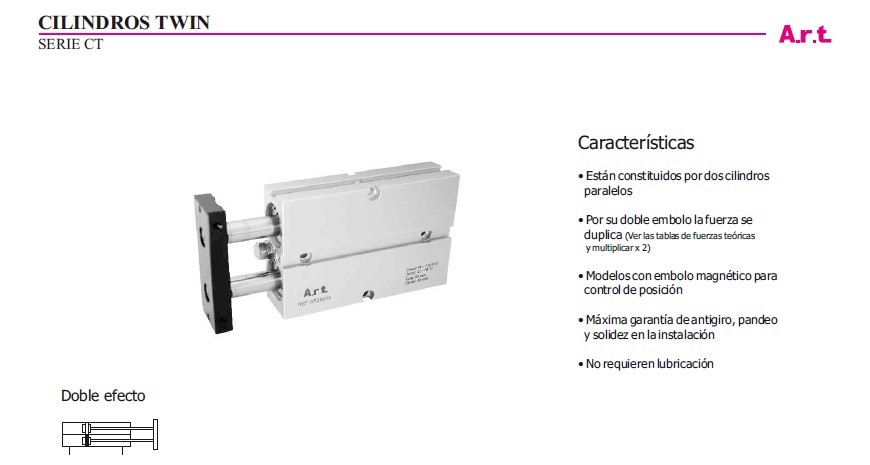 CILINDROS TWIN
SERIE CT
A.r.t.
Características
• Están constituidos por dos cilindros
paralelos
• Por su doble embolo la fuerza se
duplica (Ver las tablas de fuerzas teóricas
y multiplicar x 2)
• Modelos con embolo magnético para
control de posición
• Máxima garantía de antigiro, pandeo
y solidez en la instalación
• No requieren lubricación
A.r.t.
Doble efecto